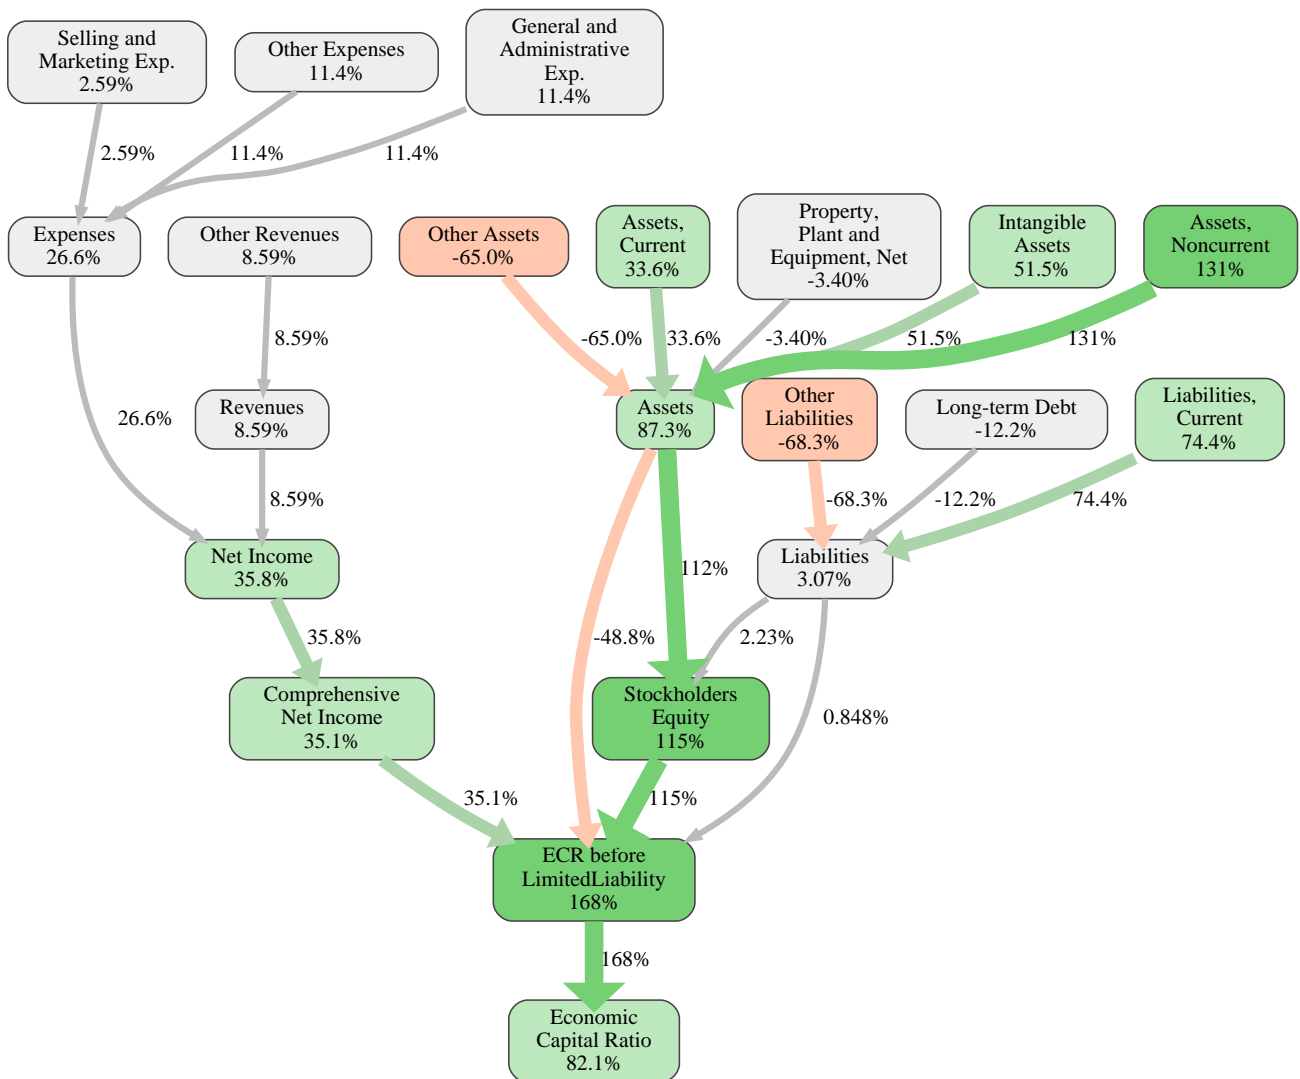 Selling and
Marketing Exp.
2.59%
Other Expenses
11.4%
General and
Administrative
Exp.
11.4%
2.59%
11.4%
11.4%
Expenses
26.6%
Other Revenues
8.59%
Other Assets
-65.0%
Assets,
Current
33.6%
Property,
Plant and
Equipment, Net
-3.40%
Intangible
Assets
51.5%
Assets,
Noncurrent
131%
8.59%
-65.0%
33.6%
-3.40%
51.5%
131%
26.6%
Revenues
8.59%
Assets
87.3%
Other
Liabilities
-68.3%
Long-term Debt
-12.2%
Liabilities,
Current
74.4%
8.59%
-68.3%
-12.2%
74.4%
Net Income
35.8%
112%
Liabilities
3.07%
35.8%
-48.8%
2.23%
Comprehensive
Net Income
35.1%
Stockholders
Equity
115%
0.848%
35.1%
115%
ECR before
LimitedLiability
168%
168%
Economic
Capital Ratio
82.1%